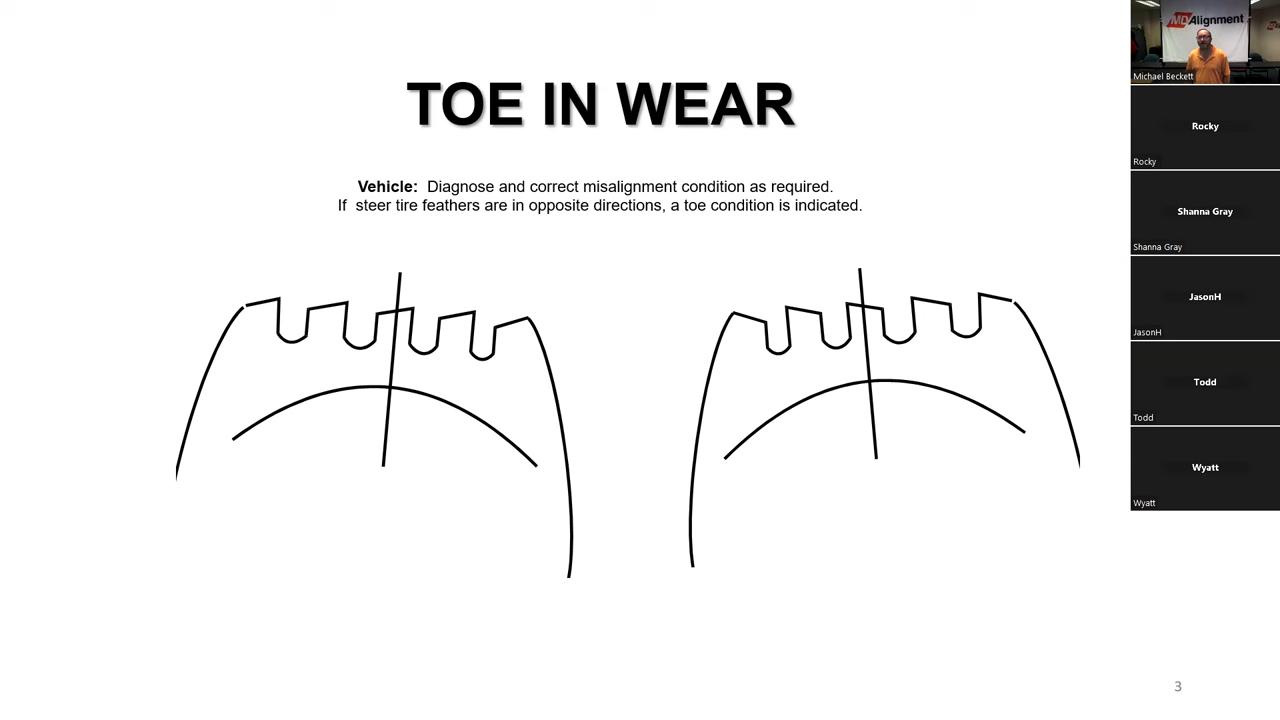 TOE IN WEAR
Vehicle: Diagnose and correct misalignment condition as required.
If steer tire feathers are in opposite directions, a toe condition is indicated.
3
MD Alignment
Michael Beckett
Rocky
Rocky
Shanna Gray
Shanna Gray
JasonH
JasonH
Todd
Todd
Wyatt
Wyatt